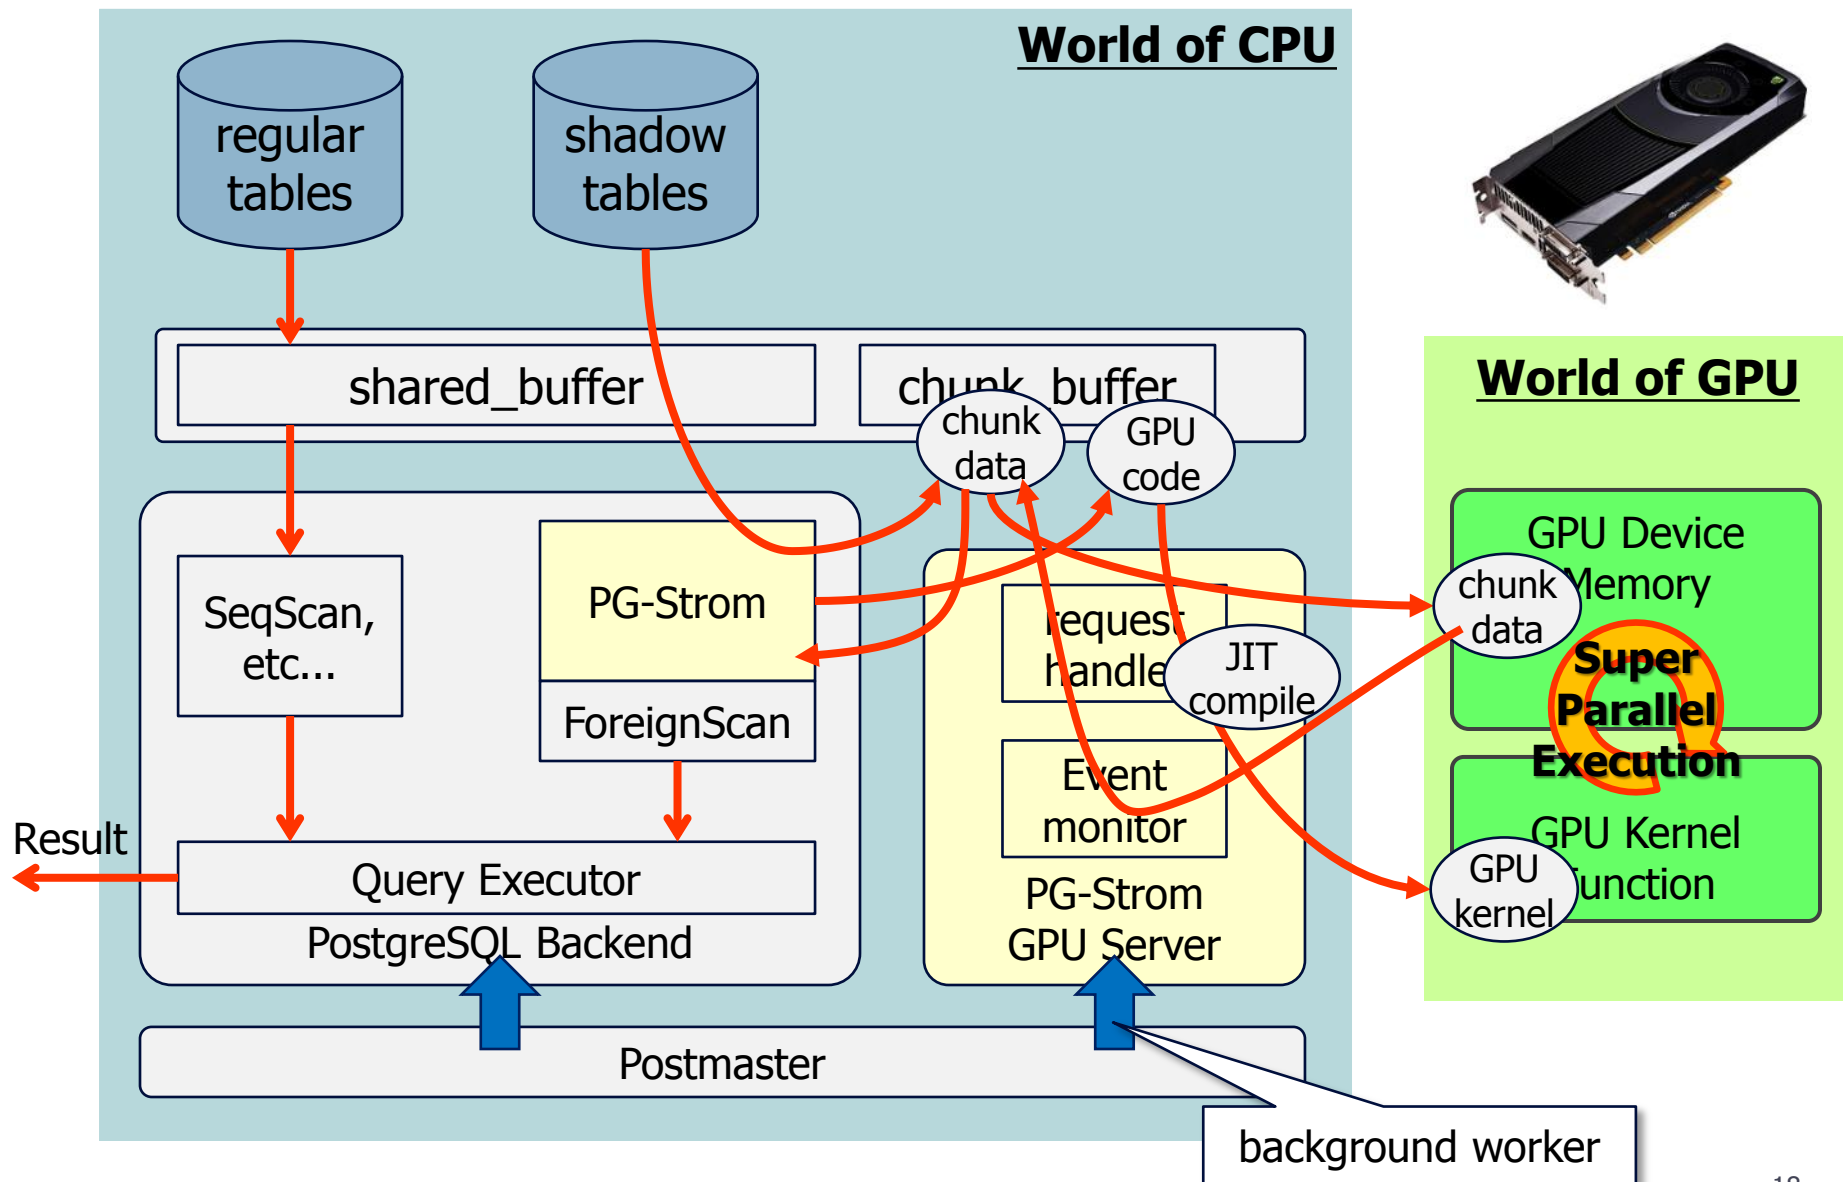 World of CPU
regular
tables
shadow
tables
shared_buffer
chunk_buffer
chunk
data
GPU
code
World of GPU
GPU Device
Memory
chunk
data
SeqScan,
etc...
PG-Strom
ForeignScan
request
handler
JIT
compile
Event
monitor
Super
Parallel
Execution
GPU Kernel
Function
GPU
kernel
Result
Query Executor
PostgreSQL Backend
PG-Strom
GPU Server
Postmaster
background worker